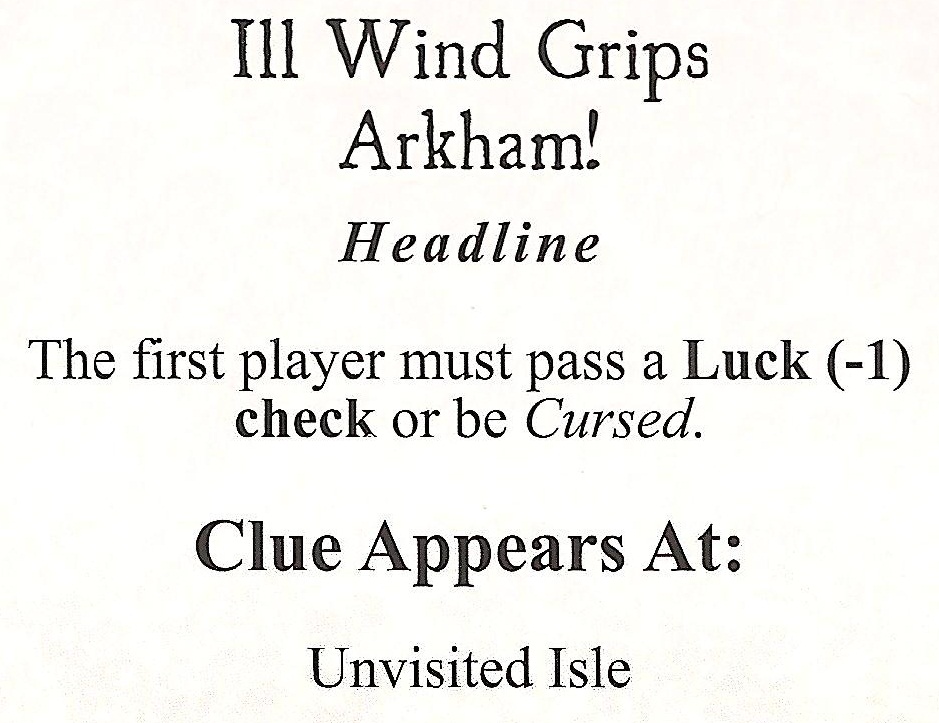 Ill Wind Grips
Arkham!
Headline
The first player must pass a Luck (-1)
check or be Cursed.
Clue Appears At:
Unvisited Isle